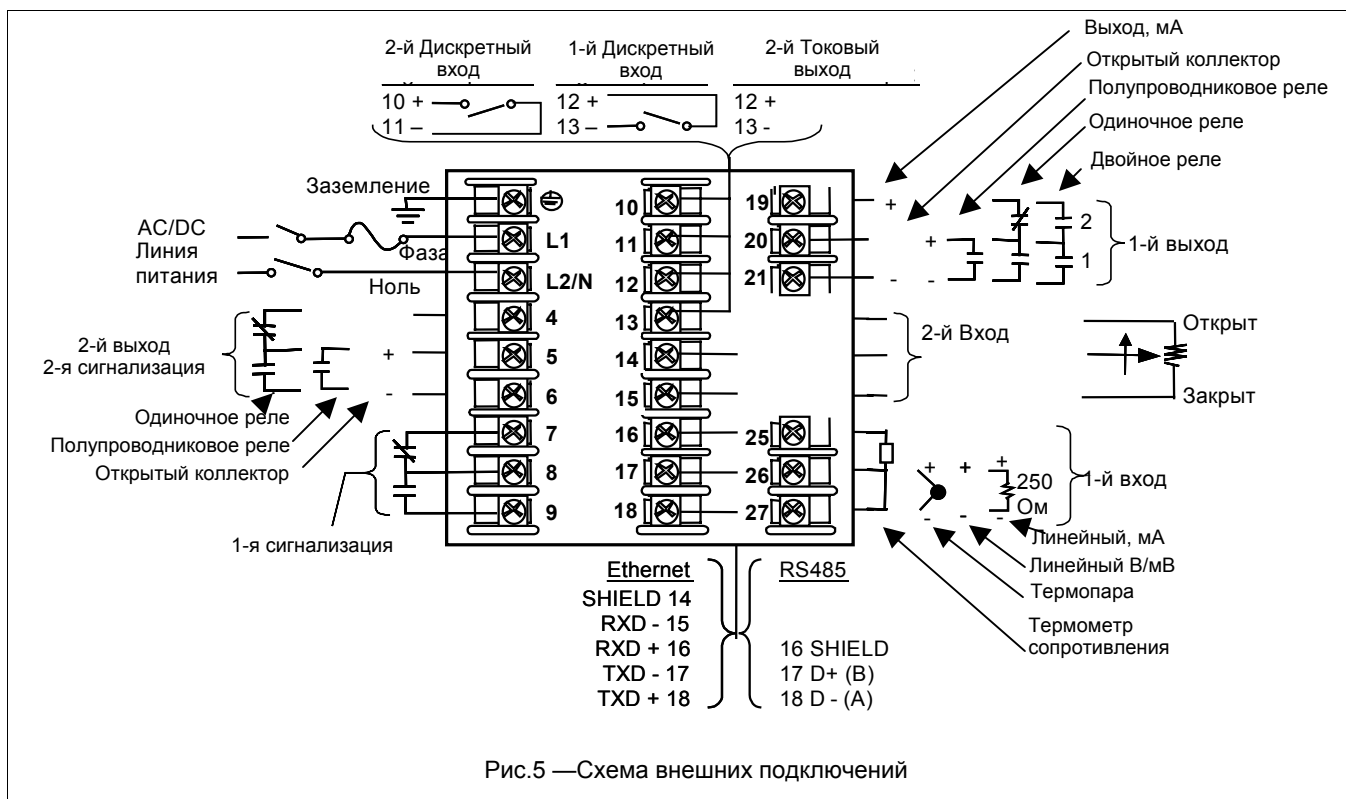 2-й Дискретный
вход
1-й Дискретный
вход
2-й Токовый
выход
10 +
11 –
12 +
13 –
12 +
13 -
Выход, мА
Открытый коллектор
Полупроводниковое реле
Одиночное реле
Двойное реле
Заземление
AC/DC
Линия
питания
Фаза
Ноль
L1
L2/N
4
5
6
7
8
9
10
11
12
13
14
15
16
17
18
19
20
21
25
26
27
+
+
-
-
2
1
1-й выход
2-й выход
2-я сигнализация
+
-
Одиночное реле
Полупроводниковое реле
Открытый коллектор
1-я сигнализация
2-й Вход
Открыт
Закрыт
+
+
+
-
-
-
250
Ом
1-й вход
Линейный, мА
Линейный В/мВ
Термопара
Термометр
сопротивления
Ethernet
SHIELD 14
RXD - 15
RXD + 16
TXD - 17
TXD + 18
RS485
16 SHIELD
17 D+ (B)
18 D - (A)
Рис.5 —Схема внешних подключений